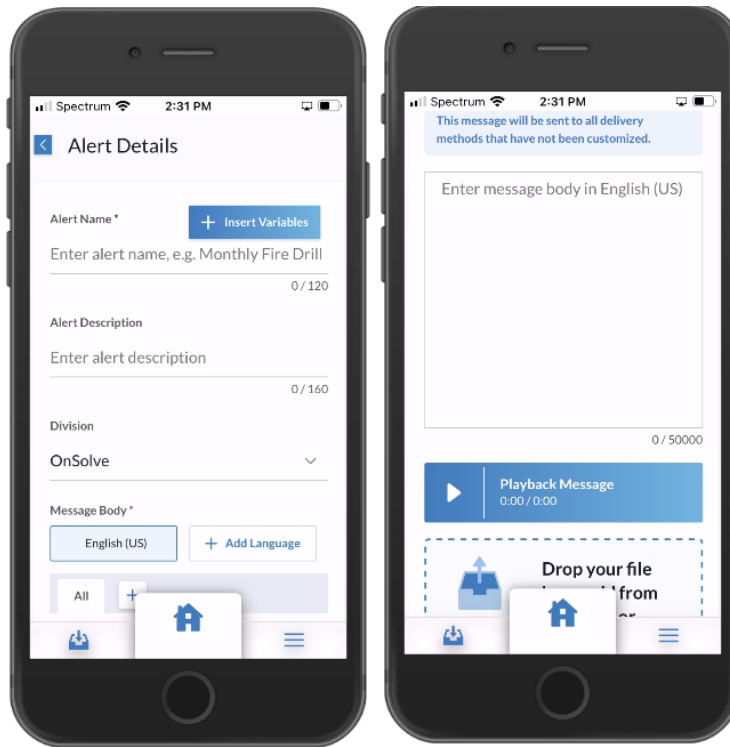 Spectrum
2:31 PM
Alert Details
Alert Name *
+ Insert Variables
Enter alert name, e.g. Monthly Fire Drill
0 / 120
Alert Description
Enter alert description
0 / 160
Division
OnSolve
Message Body *
English (US)
+ Add Language
All
+
Spectrum
2:31 PM
This message will be sent to all delivery
methods that have not been customized.
Enter message body in English (US)
0 / 50000
Playback Message
0:00 / 0:00
Drop your file
from
or